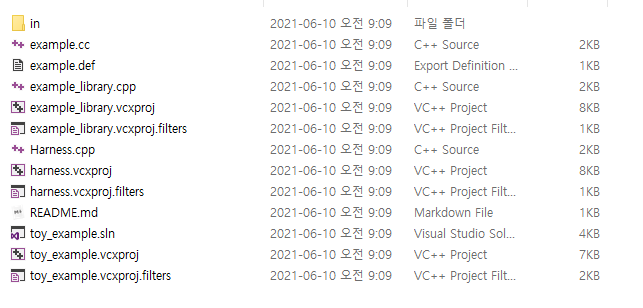 in 2021-06-10 오전 9:09 파일 폴더
example.cc 2021-06-10 오전 9:09 C++ Source 2KB
example.def 2021-06-10 오전 9:09 Export Definition ... 1KB
example_library.cpp 2021-06-10 오전 9:09 C++ Source 2KB
example_library.vcxproj 2021-06-10 오전 9:09 VC++ Project 8KB
example_library.vcxproj.filters 2021-06-10 오전 9:09 VC++ Project Filt... 1KB
Harness.cpp 2021-06-10 오전 9:09 C++ Source 2KB
harness.vcxproj 2021-06-10 오전 9:09 VC++ Project 8KB
harness.vcxproj.filters 2021-06-10 오전 9:09 VC++ Project Filt... 1KB
README.md 2021-06-10 오전 9:09 Markdown File 1KB
toy_example.sln 2021-06-10 오전 9:09 Visual Studio Sol... 4KB
toy_example.vcxproj 2021-06-10 오전 9:09 VC++ Project 7KB
toy_example.vcxproj.filters 2021-06-10 오전 9:09 VC++ Project Filt... 2KB